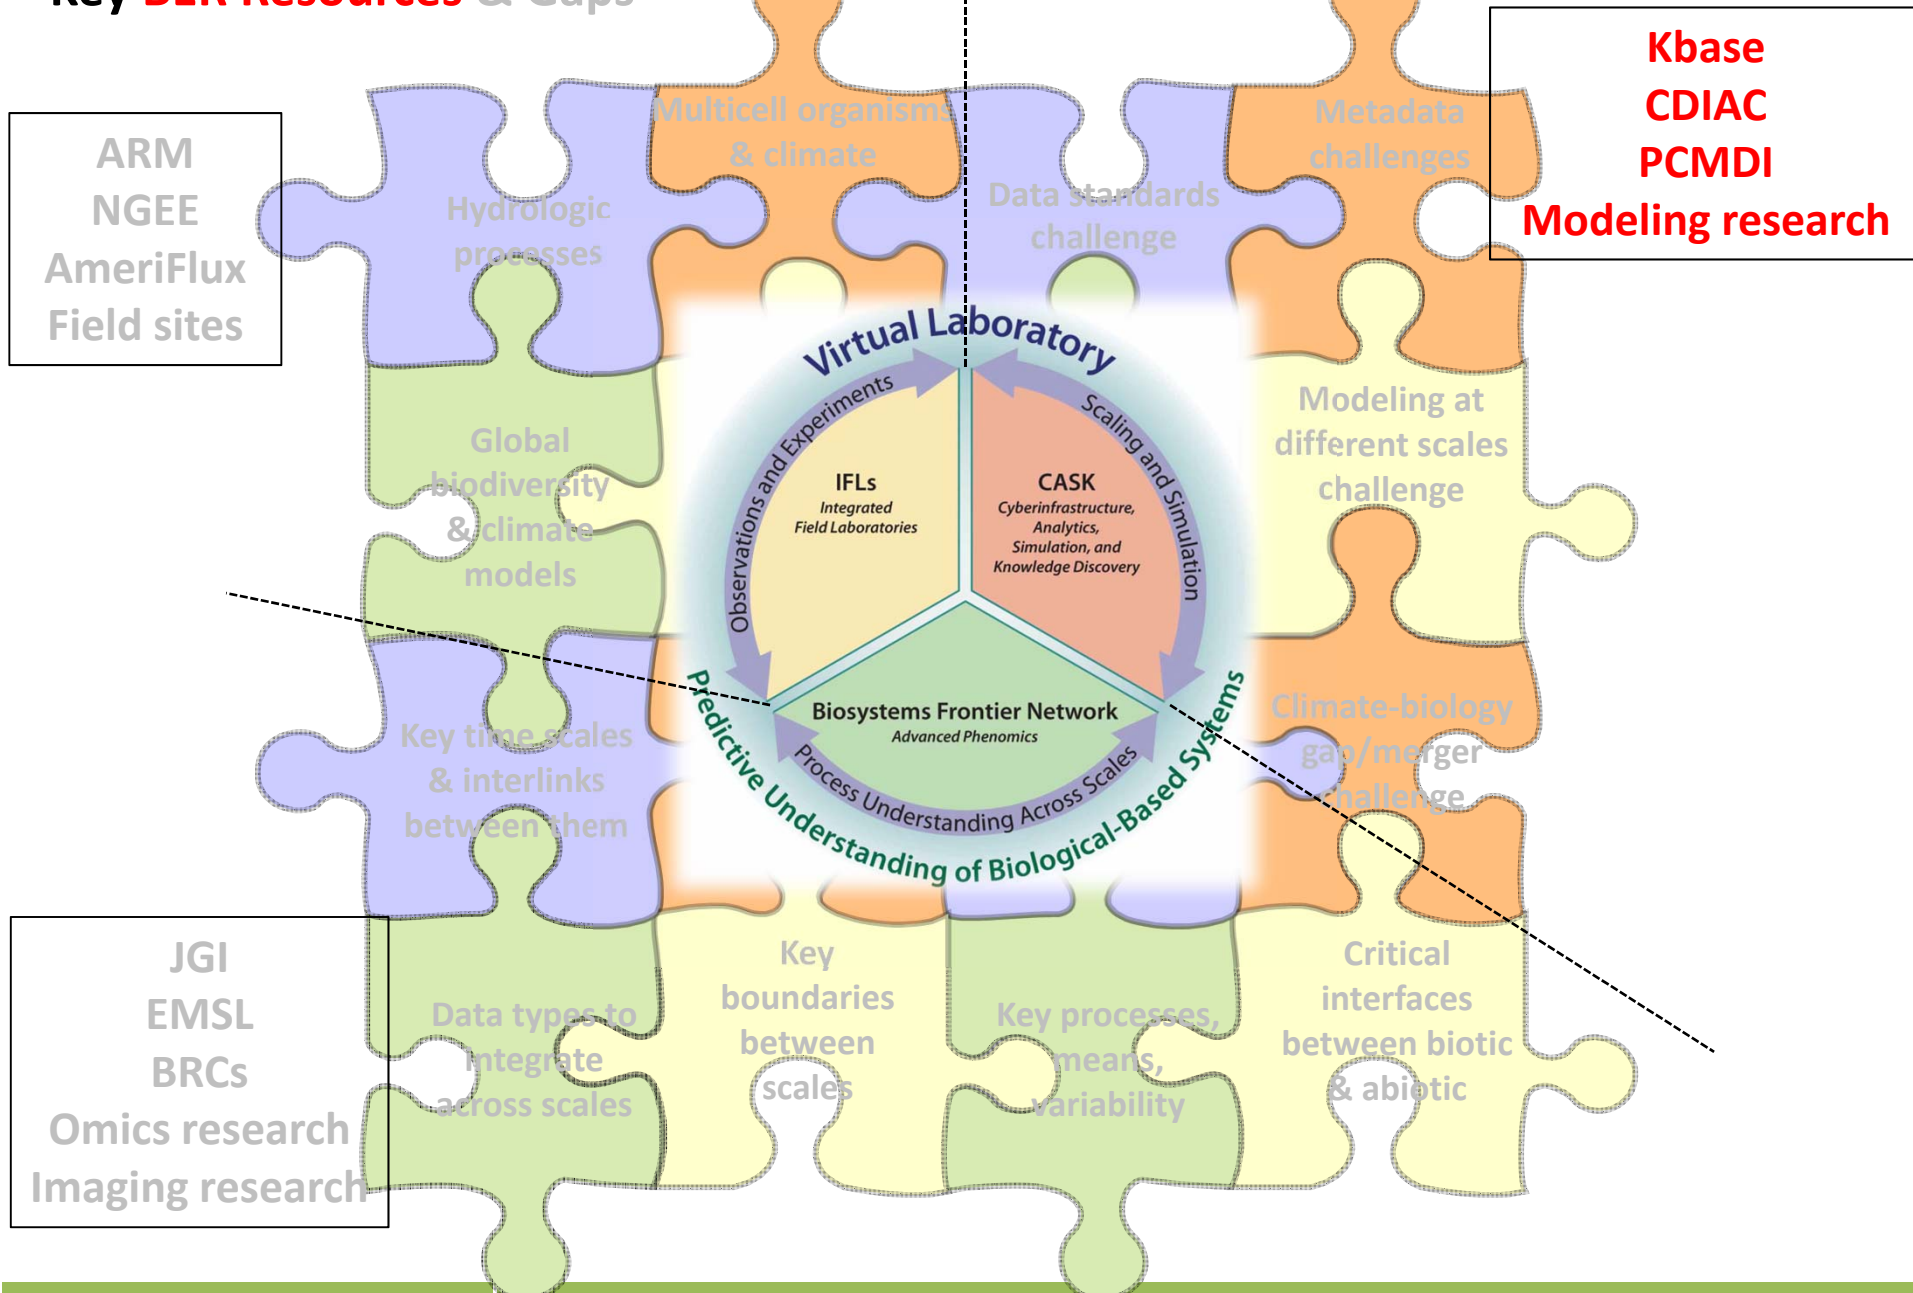 Key BER Resources & Gaps
Kbase
CDIAC
PCMDI
Modeling research
ARM
NGEE
AmeriFlux
Field sites
Multicell organisms
& climate
Metadata
challenges
Hydrologic
processes
Data standards
challenge
Virtual Laboratory
Observations and Experiments
Scaling and Simulation
IFLs
Integrated
Field Laboratories
CASK
Cyberinfrastructure,
Analytics,
Simulation, and
Knowledge Discovery
Global
biodiversity
& climate
models
Modeling at
different scales
challenge
Biosystems Frontier Network
Advanced Phenomics
Process Understanding Across Scales
Predictive Understanding of Biological-Based Systems
Key time scales
& interlinks
between them
Climate-biology
gap/merger
challenge
JGI
EMSL
BRCs
Omics research
Imaging research
Data types to
integrate
across scales
Key
boundaries
between
scales
Key processes,
means,
variability
Critical
interfaces
between biotic
& abiotic